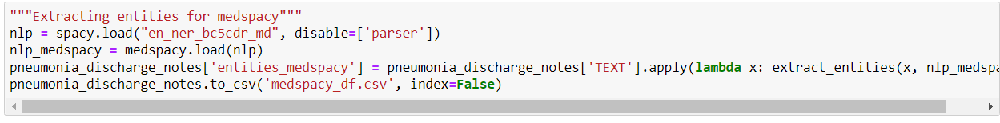 """Extracting entities for medspacy"""
nlp = spacy.load("en_ner_bc5cdr_md", disable=['parser'])
nlp_medspacy = medspacy.load(nlp)
pneumonia_discharge_notes['entities_medspacy'] = pneumonia_discharge_notes['TEXT'].apply(lambda x: extract_entities(x, nlp_medspa
pneumonia_discharge_notes.to_csv('medspacy_df.csv', index=False)